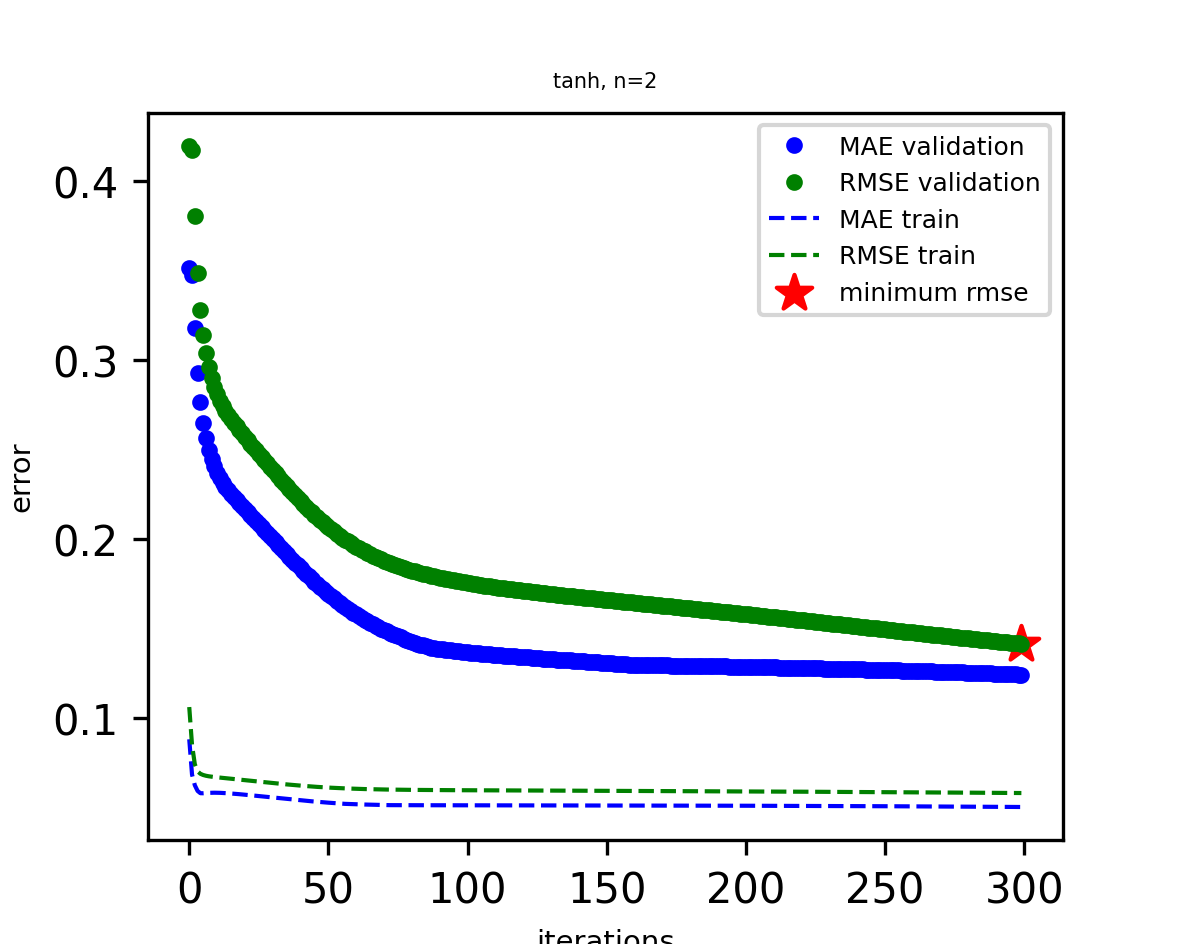 tanh, n=2
MAE validation
RMSE validation
MAE train
RMSE train
minimum rmse
0.4
0.3
0.2
0.1
error
0 50 100 150 200 250 300
iterations